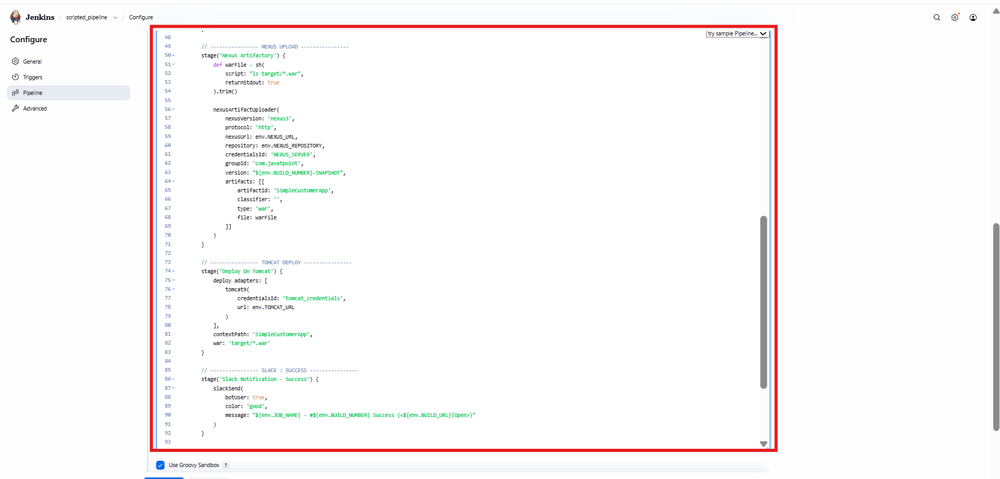 Jenkins / scripted_pipeline / Configure
Configure
General
Triggers
Pipeline
Advanced
try sample Pipeline...
48
49 // ---------------- NEXUS UPLOAD ----------------
50 stage('Nexus Artifactory') {
51 def warFile = sh(
52 script: "ls target/*.war",
53 returnStdout: true
54 ).trim()
55
56 nexusArtifactUploader(
57 nexusVersion: 'nexus3',
58 protocol: 'http',
59 nexusUrl: env.NEXUS_URL,
60 repository: env.NEXUS_REPOSITORY,
61 credentialsId: 'NEXUS_SERVER',
62 groupId: 'com.javatpoint',
63 version: "${env.BUILD_NUMBER}-SNAPSHOT",
64 artifacts: [[
65 artifactId: 'SimpleCustomerApp',
66 classifier: '',
67 type: 'war',
68 file: warFile
69 ]]
70 )
71 }
72
73 // ---------------- TOMCAT DEPLOY ----------------
74 stage('Deploy On Tomcat') {
75 deploy adapters: [
76 tomcat9(
77 credentialsId: 'tomcat_credentials',
78 url: env.TOMCAT_URL
79 )
80 ],
81 contextPath: 'SimpleCustomerApp',
82 war: 'target/*.war'
83 }
84
85 // ---------------- SLACK : SUCCESS ----------------
86 stage('Slack Notification - Success') {
87 slackSend(
88 botUser: true,
89 color: 'good',
90 message: "${env.JOB_NAME} - #${env.BUILD_NUMBER} Success (<${env.BUILD_URL}|Open>)"
91 )
92 }
93
Use Groovy Sandbox ?